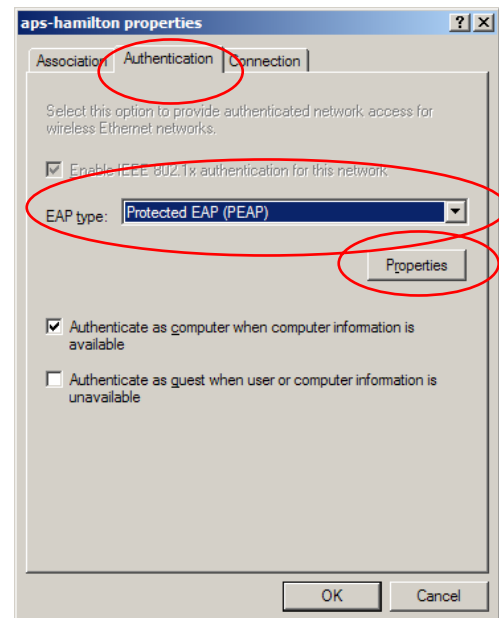 aps-hamilton properties
Association Authentication Connection
Select this option to provide authenticated network access for
wireless Ethernet networks.
Enable IEEE 802.1x authentication for this network
EAP type: Protected EAP (PEAP)
Properties
Authenticate as computer when computer information is
available
Authenticate as guest when user or computer information is
unavailable
OK Cancel